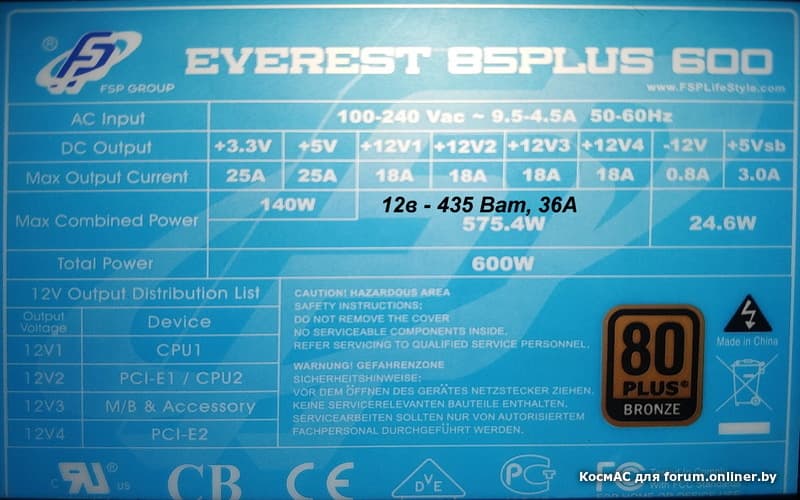 ® EVEREST 85PLUS 600
FSP GROUP
www.FSPLifeStyle.com
AC Input 100-240 Vac ~ 9.5-4.5A 50-60Hz
DC Output +3.3V +5V +12V1 +12V2 +12V3 +12V4 -12V +5Vsb
Max Output Current 25A 25A 18A 18A 18A 18A 0.8A 3.0A
Max Combined Power 140W 12в - 435 Ват, 36А 575.4W 24.6W
Total Power 600W
12V Output Distribution List
Output Voltage Device
12V1 CPU1
12V2 PCI-E1 / CPU2
12V3 M/B & Accessory
12V4 PCI-E2
CAUTION! HAZARDOUS AREA
SAFETY INSTRUCTIONS:
DO NOT REMOVE THE COVER
NO SERVICEABLE COMPONENTS INSIDE.
REFER SERVICING TO QUALIFIED SERVICE PERSONNEL.
WARNUNG! GEFAHRENZONE
SICHERHEITSHINWEISE:
VOR DEM ÖFFNEN DES GERÄTES NETZSTECKER ZIEHEN.
KEINE SERVICERELEVANTEN BAUTEILE ENTHALTEN.
SERVICEARBEITEN SOLLTEN NUR VON AUTORISIERTEM
FACHPERSONAL DURCHGEFÜHRT WERDEN.
80
PLUS®
BRONZE
Made in China
c RU us CB CE DVE PG FC
КосмАС для forum.onliner.by